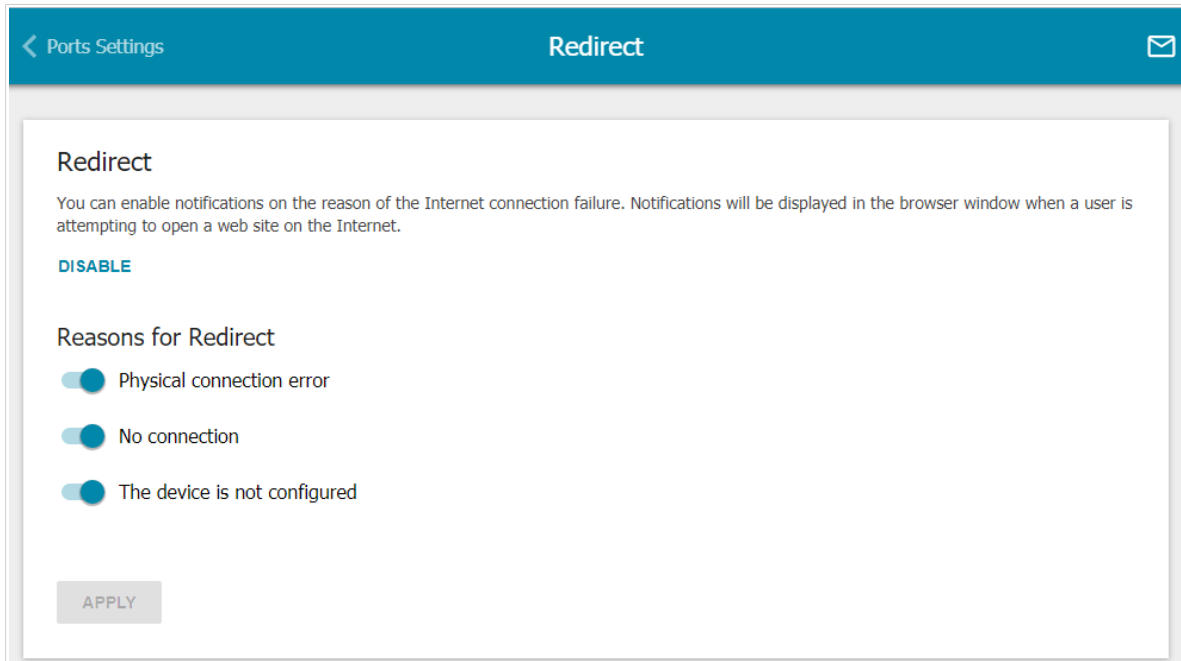 Ports Settings
Redirect
Redirect
You can enable notifications on the reason of the Internet connection failure. Notifications will be displayed in the browser window when a user is
attempting to open a web site on the Internet.
DISABLE
Reasons for Redirect
Physical connection error
No connection
The device is not configured
APPLY